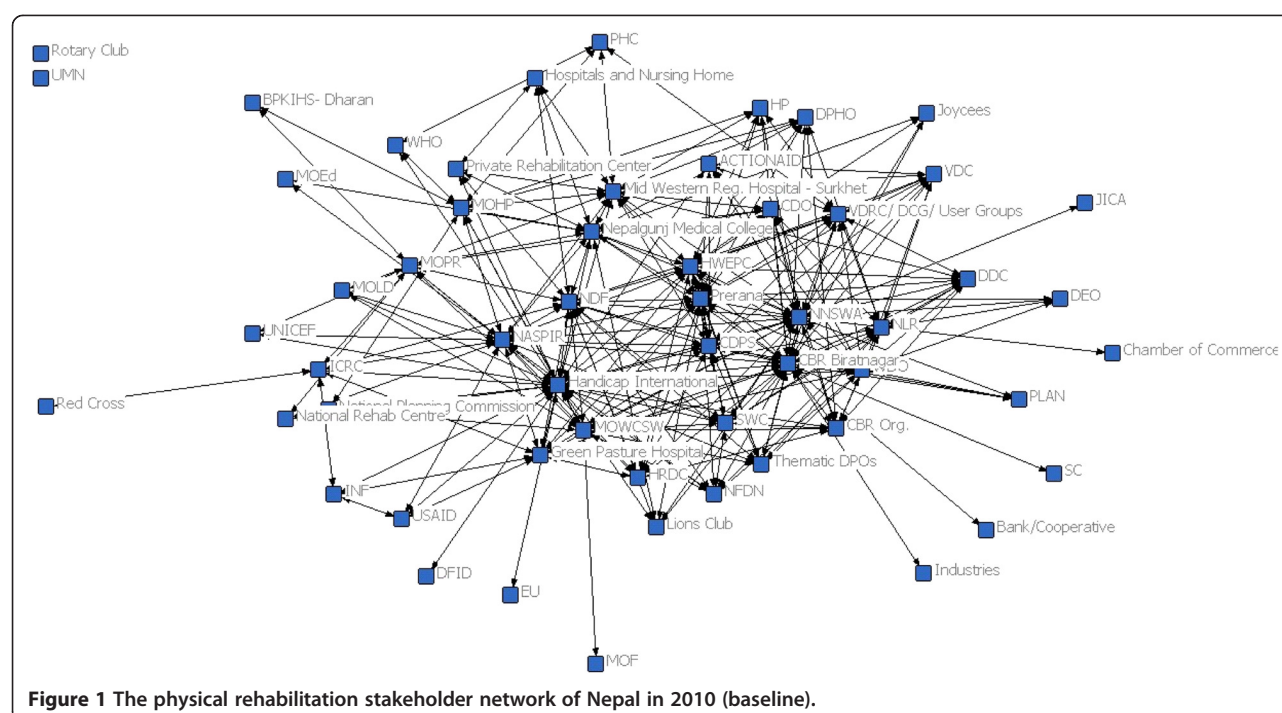 PHC
Rotary Club
UMN
Hospitals and Nursing Home
BPKIHS- Dharan
HP
DPHO
Joycees
WHO
ACTIONAID
Private Rehabilitation Center
VDC
MOEd
Mid Western Reg. Hospital - Surkhet
JICA
MOHP
CDO
VDRC/ DCG/ User Groups
Nepalgunj Medical College
MOPR
HWEPC
DDC
MOLD
Prerana
NDF
DEO
NNSWA
UNICEF
NLR
NASPIR
CDPS
Chamber of Commerce
CBR Biratnagar
ICRC
Handicap International
PLAN
Red Cross
National Planning Commission
National Rehab Centre
MOWCSW
SWC
CBR Org.
Green Pasture Hospital
Thematic DPOs
SC
HRDC
INF
NFDN
USAID
Lions Club
Bank/Cooperative
DFID
Industries
EU
MOF
Figure 1 The physical rehabilitation stakeholder network of Nepal in 2010 (baseline).